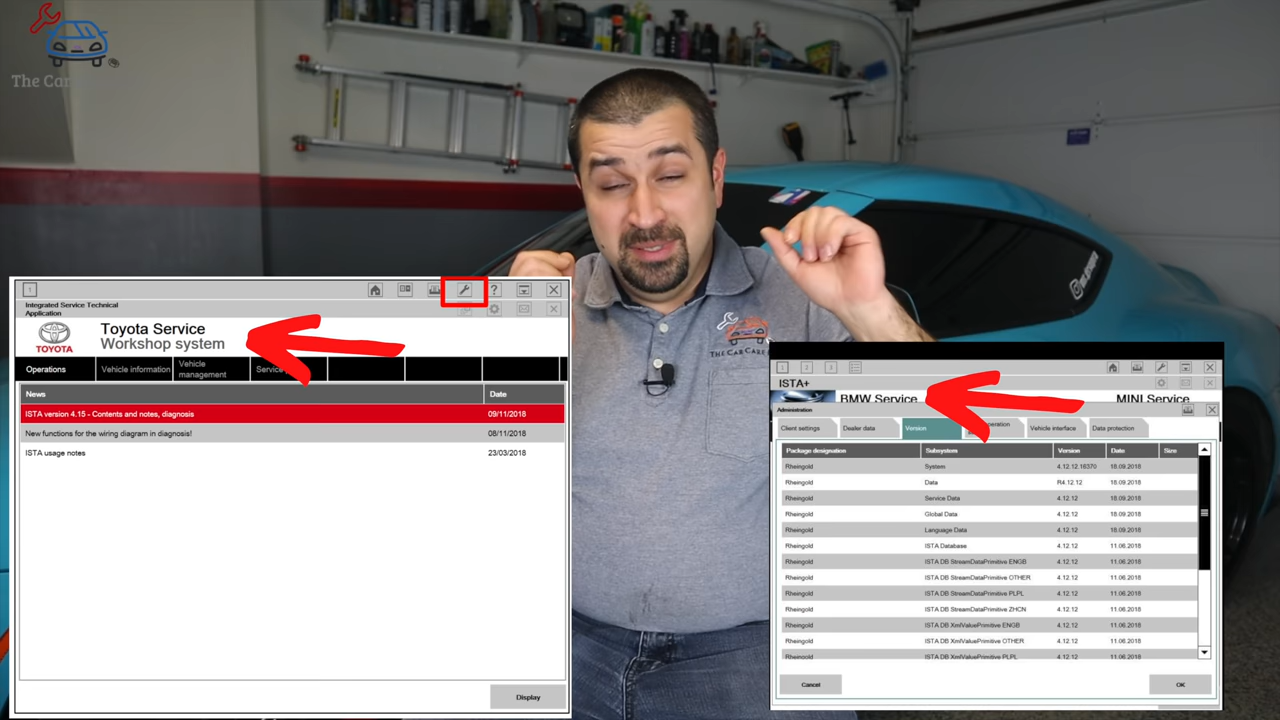 The Car
Integrated Service Technical
Application
Toyota Service
Workshop system
TOYOTA
Operations
Vehicle information
Vehicle
management
Service
News Date
ISTA version 4.15 - Contents and notes, diagnosis 09/11/2018
New functions for the wiring diagram in diagnosis! 08/11/2018
ISTA usage notes 23/03/2018
Display
THE CAR CARE
1 2 3
ISTA+
BMW Service MINI Service
Administration
Client settings Dealer data Version Vehicle interface Data protection
Package designation Subsystem Version Date Size
Rheingold System 4.12.12.16370 18.09.2018
Rheingold Data R4.12.12 18.09.2018
Rheingold Service Data 4.12.12 18.09.2018
Rheingold Global Data 4.12.12 18.09.2018
Rheingold Language Data 4.12.12 18.09.2018
Rheingold ISTA Database 4.12.12 11.06.2018
Rheingold ISTA DB StreamDataPrimitive ENGB 4.12.12 11.06.2018
Rheingold ISTA DB StreamDataPrimitive OTHER 4.12.12 11.06.2018
Rheingold ISTA DB StreamDataPrimitive PLPL 4.12.12 11.06.2018
Rheingold ISTA DB StreamDataPrimitive ZHCN 4.12.12 11.06.2018
Rheingold ISTA DB XmlValuePrimitive ENGB 4.12.12 11.06.2018
Rheingold ISTA DB XmlValuePrimitive OTHER 4.12.12 11.06.2018
Rheingold ISTA DB XmlValuePrimitive PLPL 4.12.12 11.06.2018
Cancel OK